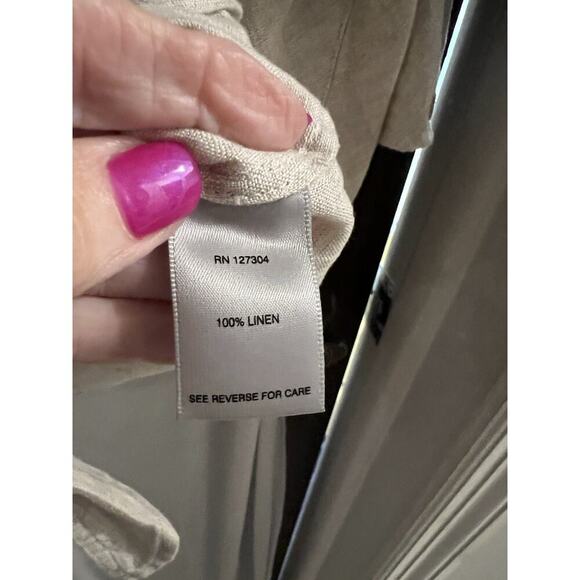 RN 127304
100% LINEN
SEE REVERSE FOR CARE